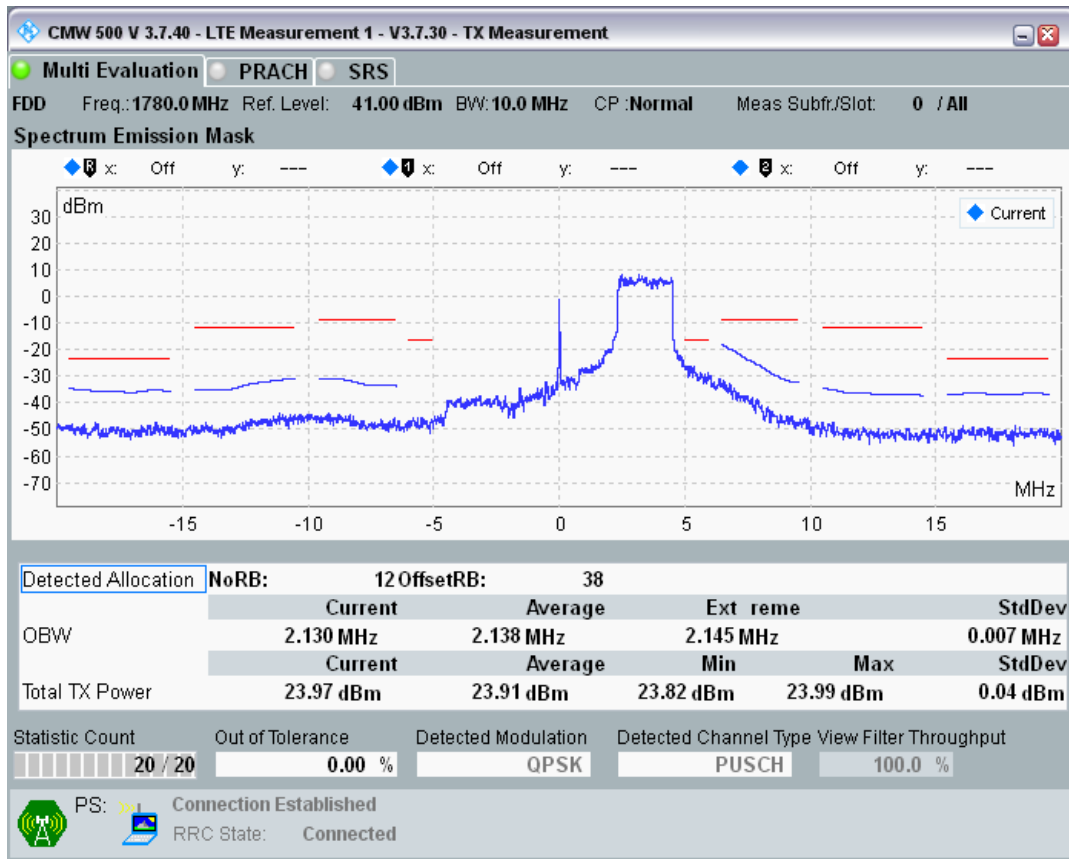 CMW 500 V 3.7.40 - LTE Measurement 1 - V3.7.30 - TX Measurement
Multi Evaluation PRACH SRS
FDD Freq.: 1780.0 MHz Ref. Level: 41.00 dBm BW: 10.0 MHz CP : Normal Meas Subfr./Slot: 0 / All
Spectrum Emission Mask
R x: Off y: --- 1 x: Off y: --- 2 x: Off y: ---
dBm
Current
30
20
10
0
-10
-20
-30
-40
-50
-60
-70
MHz
-15 -10 -5 0 5 10 15
Detected Allocation NoRB: 12 OffsetRB: 38
Current Average Ext reme StdDev
OBW 2.130 MHz 2.138 MHz 2.145 MHz 0.007 MHz
Current Average Min Max StdDev
Total TX Power 23.97 dBm 23.91 dBm 23.82 dBm 23.99 dBm 0.04 dBm
Statistic Count Out of Tolerance Detected Modulation Detected Channel Type View Filter Throughput
20 / 20 0.00 % QPSK PUSCH 100.0 %
PS: Connection Established
RRC State: Connected